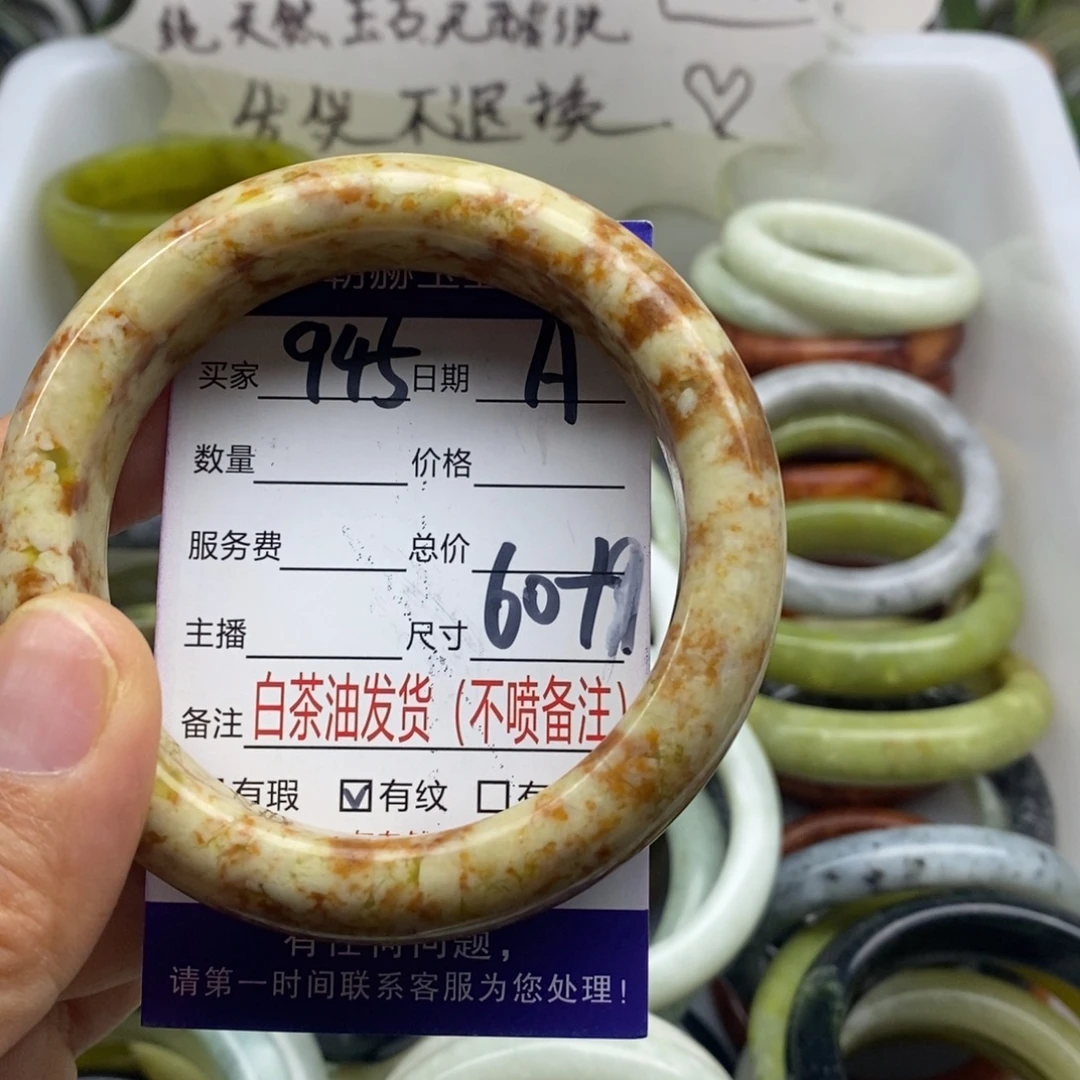 纯天然玉石无酸洗
售出不退换
买家 945 日期 A
数量 价格
服务费 总价
主播 尺寸 60+
备注 白茶油发货(不喷备注)
有瑕 ☑有纹 □有
有任何问题,
请第一时间联系客服为您处理!